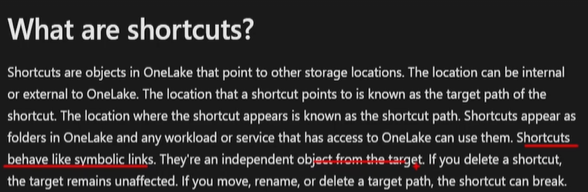 What are shortcuts?
Shortcuts are objects in OneLake that point to other storage locations. The location can be internal
or external to OneLake. The location that a shortcut points to is known as the target path of the
shortcut. The location where the shortcut appears is known as the shortcut path. Shortcuts appear as
folders in OneLake and any workload or service that has access to OneLake can use them. Shortcuts
behave like symbolic links. They're an independent object from the target. If you delete a shortcut,
the target remains unaffected. If you move, rename, or delete a target path, the shortcut can break.